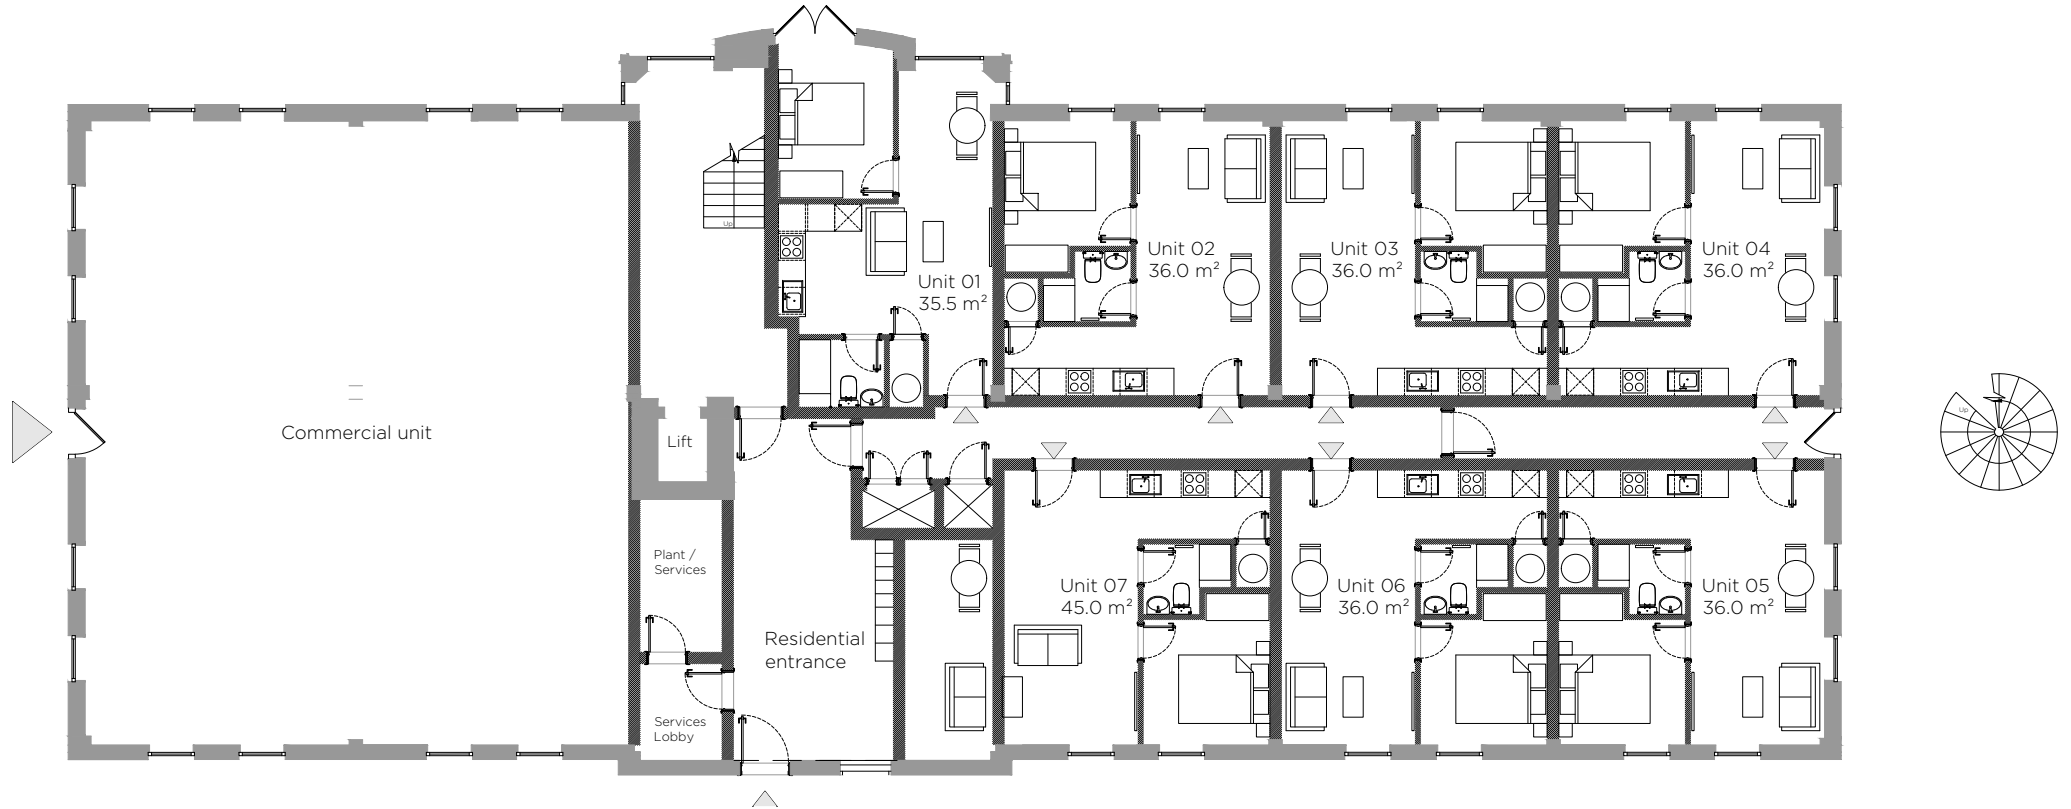 Up
Unit 01
35.5 m²
Unit 02
36.0 m²
Unit 03
36.0 m²
Unit 04
36.0 m²
Commercial unit
Lift
Up
Plant /
Services
Residential
entrance
Services
Lobby
Unit 07
45.0 m²
Unit 06
36.0 m²
Unit 05
36.0 m²